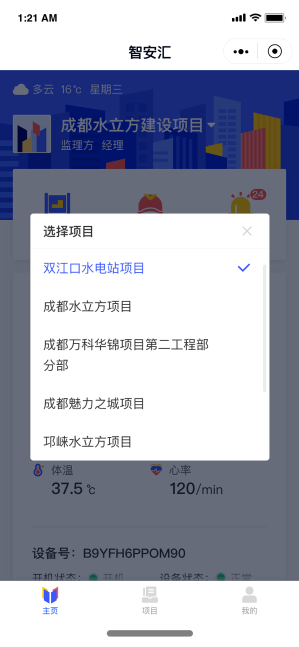 1:21 AM
智安汇
多云 16℃ 星期三
成都水立方建设项目
监理方 经理
24
选择项目
双江口水电站项目
成都水立方项目
成都万科华锦项目第二工程部
分部
成都魅力之城项目
邛崃水立方项目
体温 心率
37.5 ℃ 120/min
设备号：B9YFH6PPOM90
开机状态： 开机 设备状态： 正常
主页 项目 我的